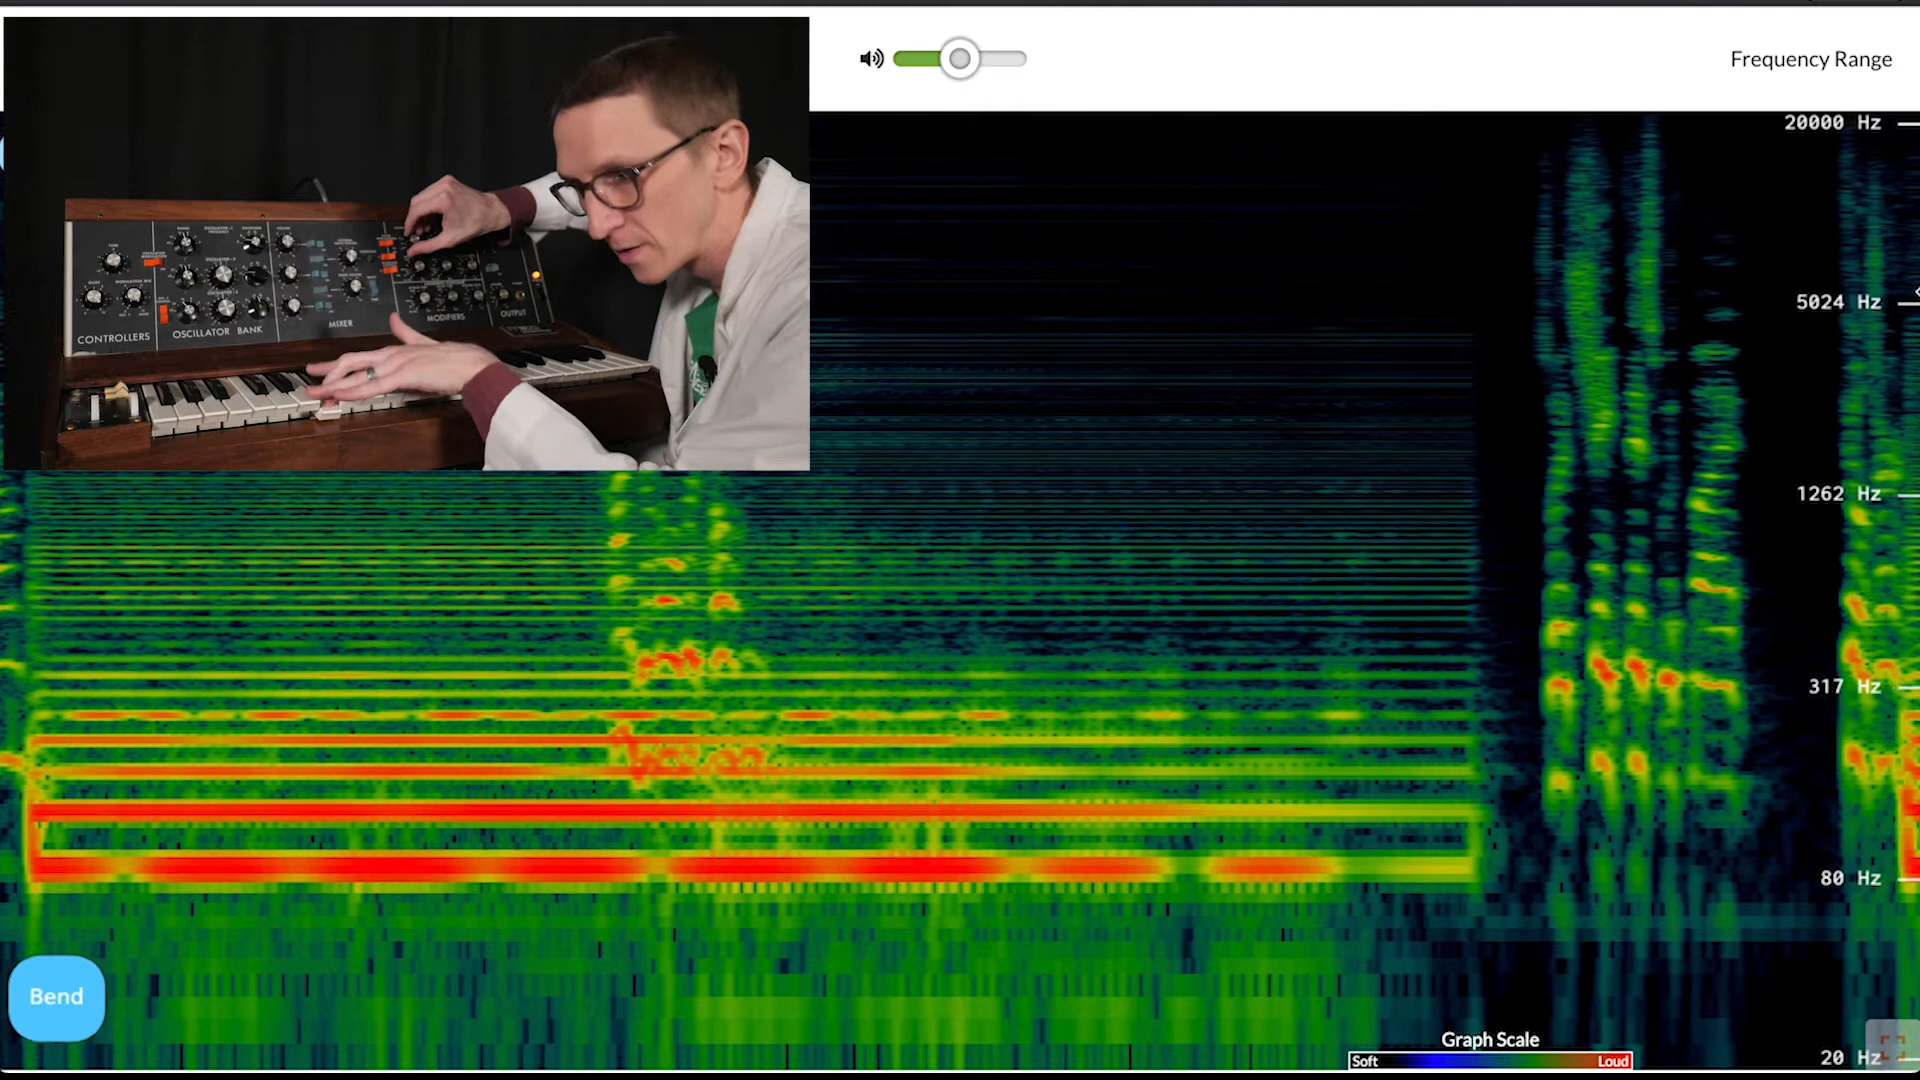 Frequency Range
20000 Hz
5024 Hz
1262 Hz
317 Hz
80 Hz
20 Hz
CONTROLLERS
OSCILLATOR BANK
MIXER
MODIFIERS
OUTPUT
Bend
Graph Scale
Soft
Loud